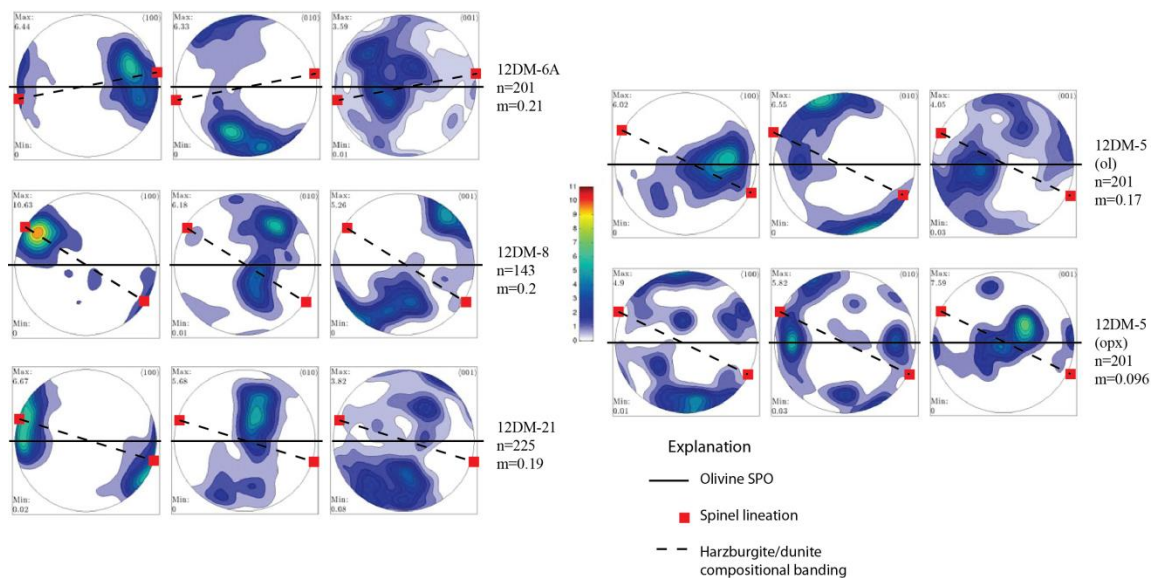 Max:
6.44
(100)
Min:
0
Max:
6.33
(010)
Min:
0
Max:
3.59
(001)
Min:
0.01
12DM-6A
n=201
m=0.21
Max:
10.63
(100)
Min:
0
Max:
6.18
(010)
Min:
0.01
Max:
5.26
(001)
Min:
0
12DM-8
n=143
m=0.2
Max:
6.67
(100)
Min:
0.02
Max:
5.68
(010)
Min:
0
Max:
3.82
(001)
Min:
0.08
12DM-21
n=225
m=0.19
11
10
9
8
7
6
5
4
3
2
1
0
Max:
6.02
(100)
Min:
0
Max:
6.55
(010)
Min:
0
Max:
4.05
(001)
Min:
0.03
12DM-5
(ol)
n=201
m=0.17
Max:
4.9
(100)
Min:
0.01
Max:
5.82
(010)
Min:
0.03
Max:
7.59
(001)
Min:
0
12DM-5
(opx)
n=201
m=0.096
Explanation
Olivine SPO
Spinel lineation
Harzburgite/dunite
compositional banding